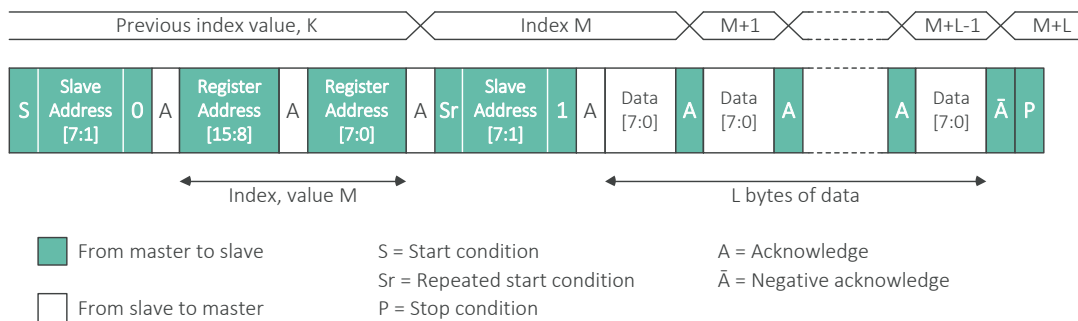 Previous index value, K Index M M+1 M+L-1 M+L
S Slave Address [7:1] 0 A Register Address [15:8] A Register Address [7:0] A Sr Slave Address [7:1] 1 A Data [7:0] A Data [7:0] A A Data [7:0] Ā P
Index, value M L bytes of data
From master to slave S = Start condition A = Acknowledge
Sr = Repeated start condition Ā = Negative acknowledge
From slave to master P = Stop condition